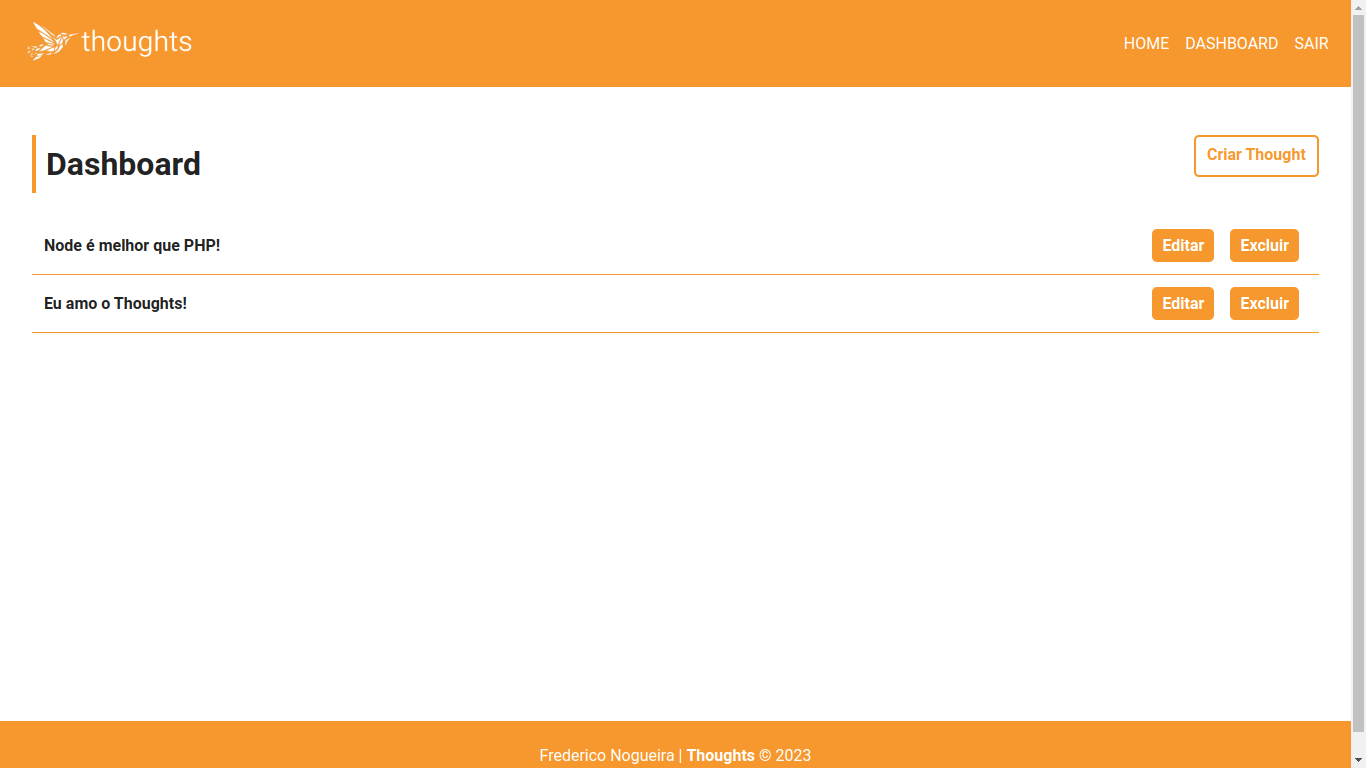 thoughts
HOME DASHBOARD SAIR
Dashboard
Criar Thought
Node é melhor que PHP! Editar Excluir
Eu amo o Thoughts! Editar Excluir
Frederico Nogueira | Thoughts © 2023